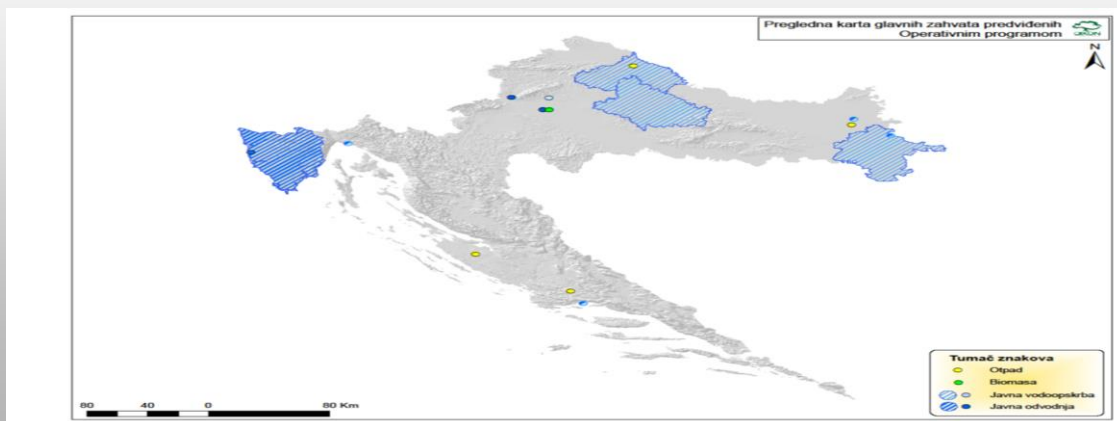 Pregledna karta glavnih zahvata predviđenih
Operativnim programom
N
Tumač znakova
Otpad
Biomasa
Javna vodoopskrba
Javna odvodnja
80 40 0 80 Km